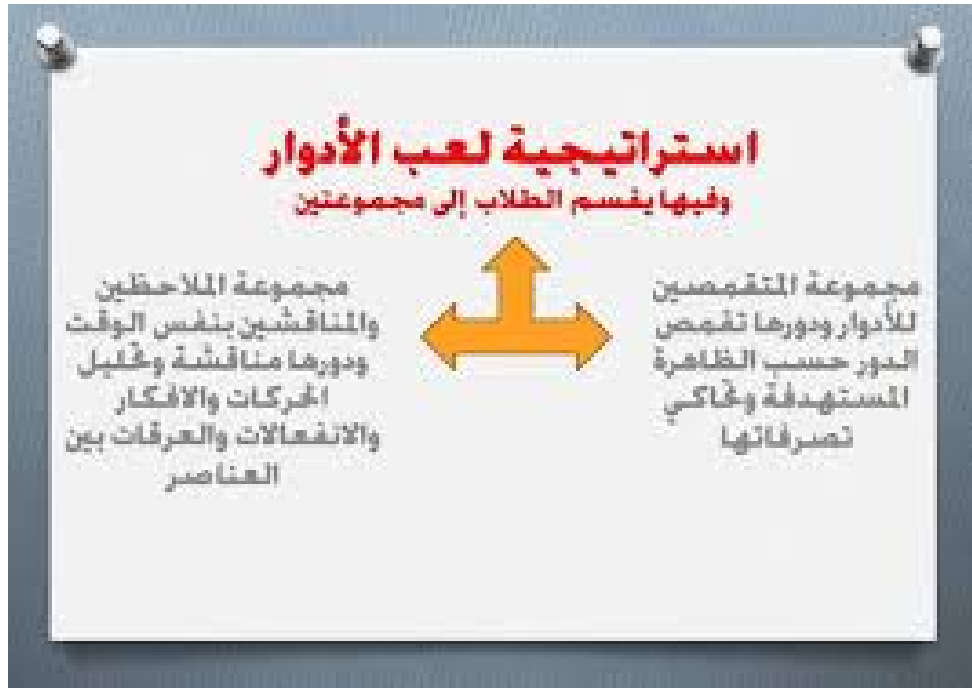 استراتيجية لعب الأدوار
وفيها يقسم الطلاب إلى مجموعتين
مجموعة المتقمصين
للأدوار ودورها تقمص
الدور حسب الظاهرة
المستهدفة وتحاكي
تصرفاتها
مجموعة الملاحظين
والمناقشين بنفس الوقت
ودورها مناقشة وتحليل
الحركات والافكار
والانفعالات والعرقات بين
العناصر